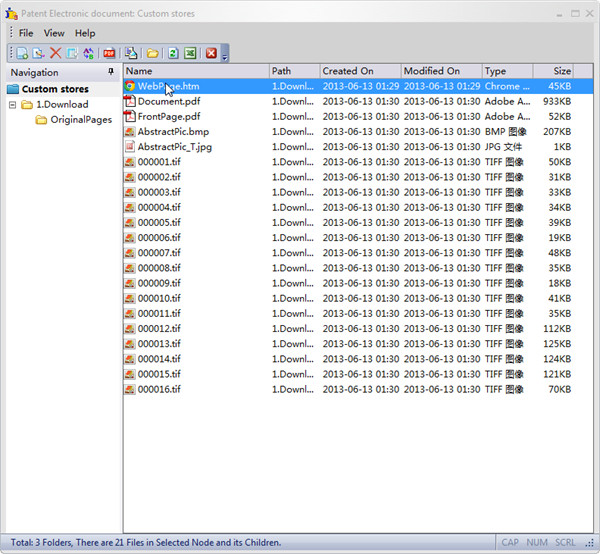 Patent Electronic document: Custom stores
File View Help
Navigation
Custom stores
1.Download
OriginalPages
Name Path Created On Modified On Type Size
WebPage.htm 1.Downl... 2013-06-13 01:29 2013-06-13 01:29 Chrome ... 45KB
Document.pdf 1.Downl... 2013-06-13 01:30 2013-06-13 01:30 Adobe A... 933KB
FrontPage.pdf 1.Downl... 2013-06-13 01:30 2013-06-13 01:30 Adobe A... 52KB
AbstractPic.bmp 1.Downl... 2013-06-13 01:30 2013-06-13 01:30 BMP 图像 207KB
AbstractPic_T.jpg 1.Downl... 2013-06-13 01:30 2013-06-13 01:30 JPG 文件 1KB
000001.tif 1.Downl... 2013-06-13 01:30 2013-06-13 01:30 TIFF 图像 50KB
000002.tif 1.Downl... 2013-06-13 01:30 2013-06-13 01:30 TIFF 图像 31KB
000003.tif 1.Downl... 2013-06-13 01:30 2013-06-13 01:30 TIFF 图像 33KB
000004.tif 1.Downl... 2013-06-13 01:30 2013-06-13 01:30 TIFF 图像 34KB
000005.tif 1.Downl... 2013-06-13 01:30 2013-06-13 01:30 TIFF 图像 39KB
000006.tif 1.Downl... 2013-06-13 01:30 2013-06-13 01:30 TIFF 图像 19KB
000007.tif 1.Downl... 2013-06-13 01:30 2013-06-13 01:30 TIFF 图像 48KB
000008.tif 1.Downl... 2013-06-13 01:30 2013-06-13 01:30 TIFF 图像 35KB
000009.tif 1.Downl... 2013-06-13 01:30 2013-06-13 01:30 TIFF 图像 18KB
000010.tif 1.Downl... 2013-06-13 01:30 2013-06-13 01:30 TIFF 图像 41KB
000011.tif 1.Downl... 2013-06-13 01:30 2013-06-13 01:30 TIFF 图像 35KB
000012.tif 1.Downl... 2013-06-13 01:30 2013-06-13 01:30 TIFF 图像 112KB
000013.tif 1.Downl... 2013-06-13 01:30 2013-06-13 01:30 TIFF 图像 125KB
000014.tif 1.Downl... 2013-06-13 01:30 2013-06-13 01:30 TIFF 图像 124KB
000015.tif 1.Downl... 2013-06-13 01:30 2013-06-13 01:30 TIFF 图像 121KB
000016.tif 1.Downl... 2013-06-13 01:30 2013-06-13 01:30 TIFF 图像 70KB
Total: 3 Folders, There are 21 Files in Selected Node and its Children. CAP NUM SCRL